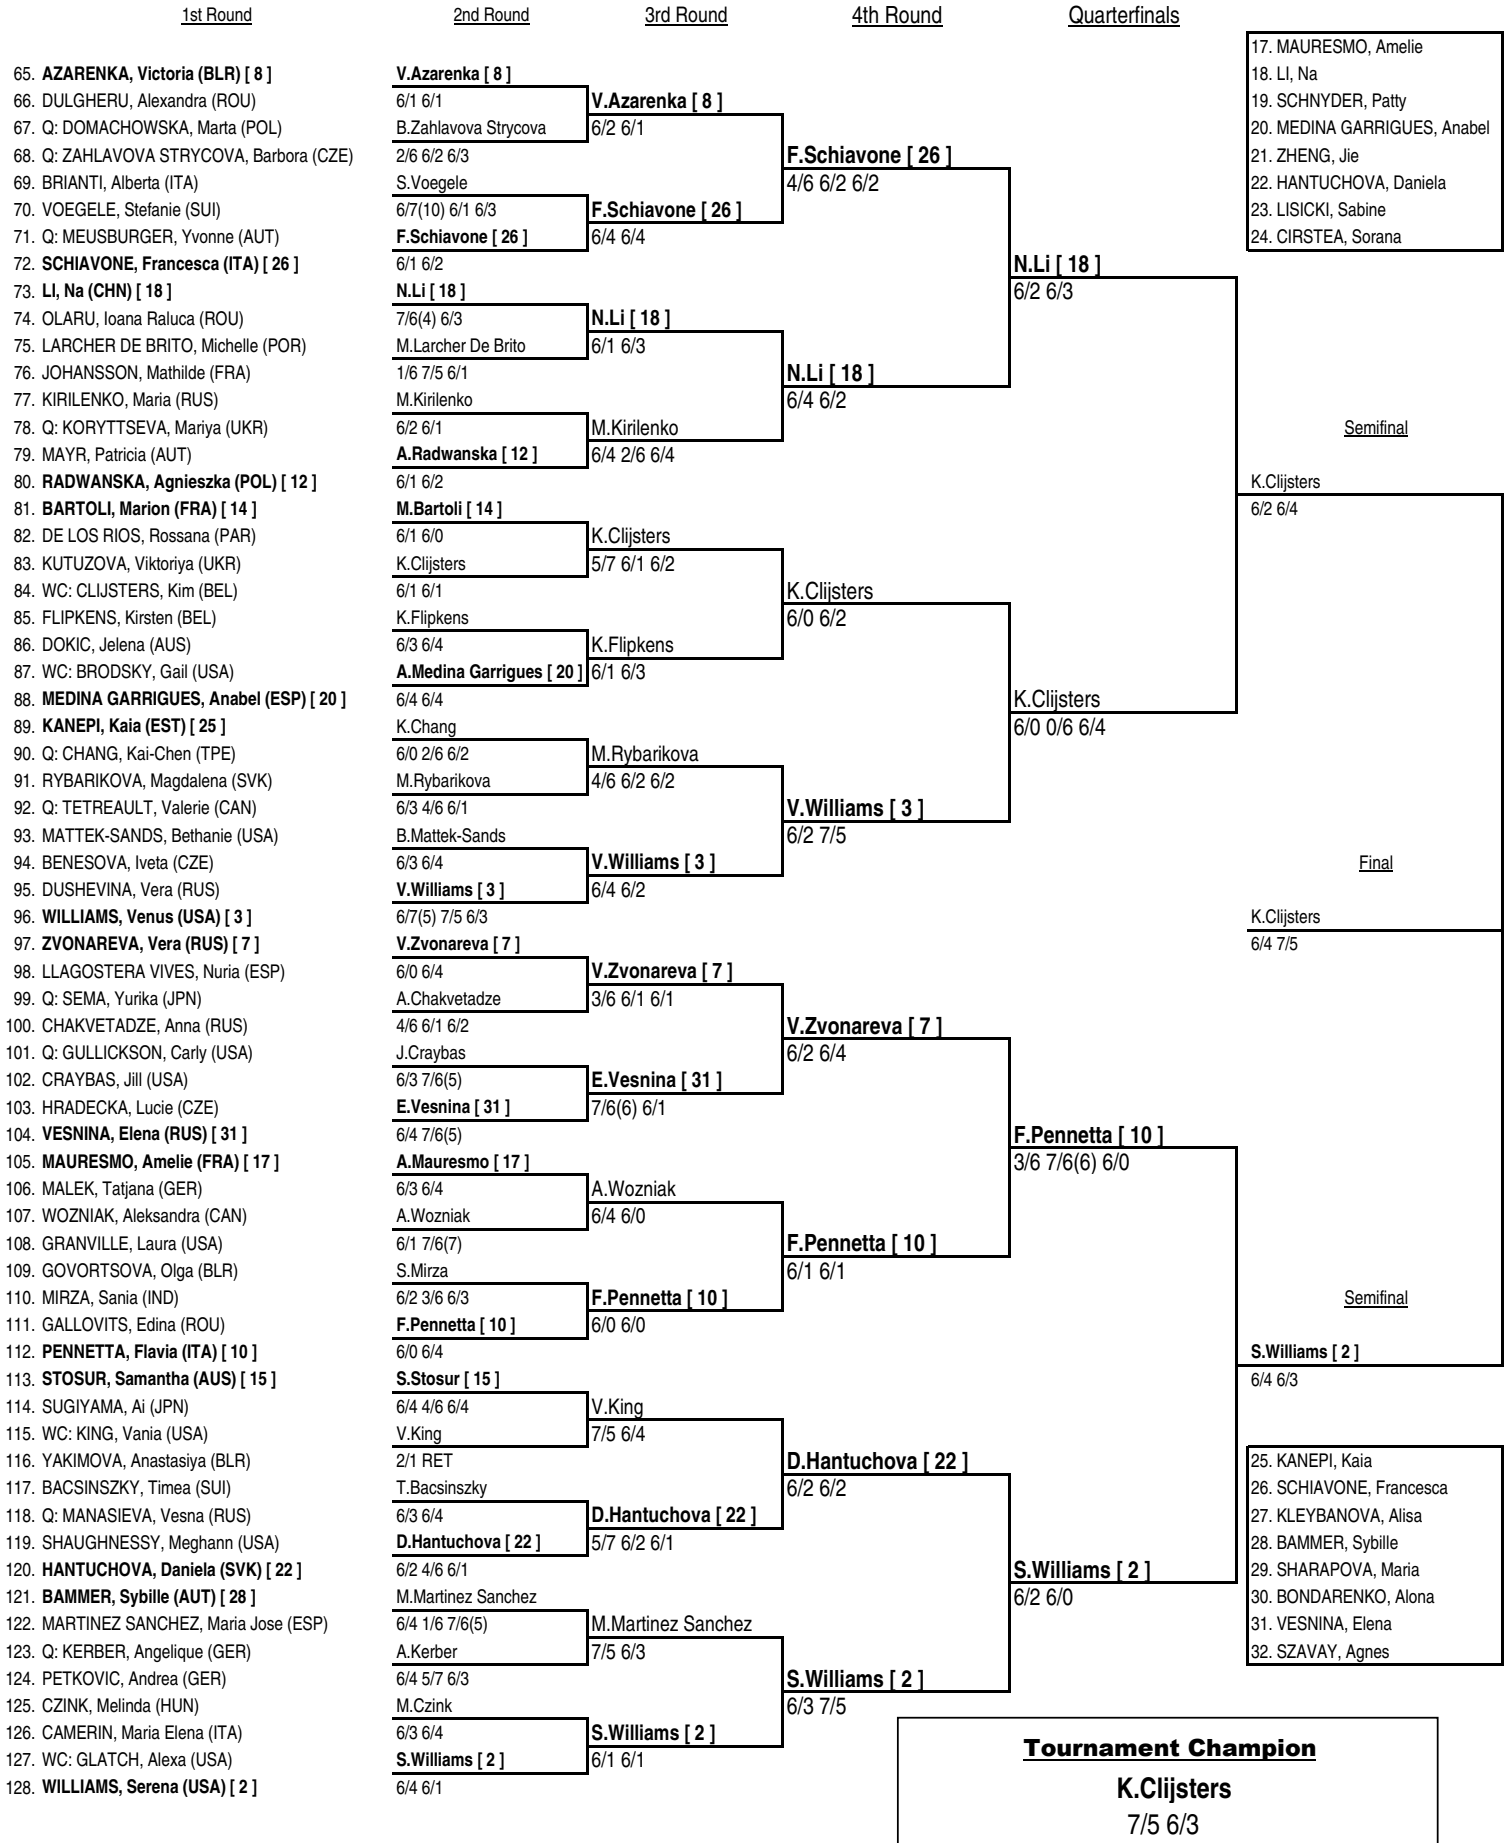 1st Round
2nd Round
3rd Round
4th Round
Quarterfinals
65. AZARENKA, Victoria (BLR) [ 8 ]
66. DULGHERU, Alexandra (ROU)
67. Q: DOMACHOWSKA, Marta (POL)
68. Q: ZAHLAVOVA STRYCOVA, Barbora (CZE)
69. BRIANTI, Alberta (ITA)
70. VOEGELE, Stefanie (SUI)
71. Q: MEUSBURGER, Yvonne (AUT)
72. SCHIAVONE, Francesca (ITA) [ 26 ]
73. LI, Na (CHN) [ 18 ]
74. OLARU, Ioana Raluca (ROU)
75. LARCHER DE BRITO, Michelle (POR)
76. JOHANSSON, Mathilde (FRA)
77. KIRILENKO, Maria (RUS)
78. Q: KORYTTSEVA, Mariya (UKR)
79. MAYR, Patricia (AUT)
80. RADWANSKA, Agnieszka (POL) [ 12 ]
81. BARTOLI, Marion (FRA) [ 14 ]
82. DE LOS RIOS, Rossana (PAR)
83. KUTUZOVA, Viktoriya (UKR)
84. WC: CLIJSTERS, Kim (BEL)
85. FLIPKENS, Kirsten (BEL)
86. DOKIC, Jelena (AUS)
87. WC: BRODSKY, Gail (USA)
88. MEDINA GARRIGUES, Anabel (ESP) [ 20 ]
89. KANEPI, Kaia (EST) [ 25 ]
90. Q: CHANG, Kai-Chen (TPE)
91. RYBARIKOVA, Magdalena (SVK)
92. Q: TETREAULT, Valerie (CAN)
93. MATTEK-SANDS, Bethanie (USA)
94. BENESOVA, Iveta (CZE)
95. DUSHEVINA, Vera (RUS)
96. WILLIAMS, Venus (USA) [ 3 ]
97. ZVONAREVA, Vera (RUS) [ 7 ]
98. LLAGOSTERA VIVES, Nuria (ESP)
99. Q: SEMA, Yurika (JPN)
100. CHAKVETADZE, Anna (RUS)
101. Q: GULLICKSON, Carly (USA)
102. CRAYBAS, Jill (USA)
103. HRADECKA, Lucie (CZE)
104. VESNINA, Elena (RUS) [ 31 ]
105. MAURESMO, Amelie (FRA) [ 17 ]
106. MALEK, Tatjana (GER)
107. WOZNIAK, Aleksandra (CAN)
108. GRANVILLE, Laura (USA)
109. GOVORTSOVA, Olga (BLR)
110. MIRZA, Sania (IND)
111. GALLOVITS, Edina (ROU)
112. PENNETTA, Flavia (ITA) [ 10 ]
113. STOSUR, Samantha (AUS) [ 15 ]
114. SUGIYAMA, Ai (JPN)
115. WC: KING, Vania (USA)
116. YAKIMOVA, Anastasiya (BLR)
117. BACSINSZKY, Timea (SUI)
118. Q: MANASIEVA, Vesna (RUS)
119. SHAUGHNESSY, Meghann (USA)
120. HANTUCHOVA, Daniela (SVK) [ 22 ]
121. BAMMER, Sybille (AUT) [ 28 ]
122. MARTINEZ SANCHEZ, Maria Jose (ESP)
123. Q: KERBER, Angelique (GER)
124. PETKOVIC, Andrea (GER)
125. CZINK, Melinda (HUN)
126. CAMERIN, Maria Elena (ITA)
127. WC: GLATCH, Alexa (USA)
128. WILLIAMS, Serena (USA) [ 2 ]
V.Azarenka [ 8 ]
6/1 6/1
B.Zahlavova Strycova
2/6 6/2 6/3
S.Voegele
6/7(10) 6/1 6/3
F.Schiavone [ 26 ]
6/1 6/2
N.Li [ 18 ]
7/6(4) 6/3
M.Larcher De Brito
1/6 7/5 6/1
M.Kirilenko
6/2 6/1
A.Radwanska [ 12 ]
6/1 6/2
M.Bartoli [ 14 ]
6/1 6/0
K.Clijsters
6/1 6/1
K.Flipkens
6/3 6/4
A.Medina Garrigues [ 20 ]
6/4 6/4
K.Chang
6/0 2/6 6/2
M.Rybarikova
6/3 4/6 6/1
B.Mattek-Sands
6/3 6/4
V.Williams [ 3 ]
6/7(5) 7/5 6/3
V.Zvonareva [ 7 ]
6/0 6/4
A.Chakvetadze
4/6 6/1 6/2
J.Craybas
6/3 7/6(5)
E.Vesnina [ 31 ]
6/4 7/6(5)
A.Mauresmo [ 17 ]
6/3 6/4
A.Wozniak
6/1 7/6(7)
S.Mirza
6/2 3/6 6/3
F.Pennetta [ 10 ]
6/0 6/4
S.Stosur [ 15 ]
6/4 4/6 6/4
V.King
2/1 RET
T.Bacsinszky
6/3 6/4
D.Hantuchova [ 22 ]
6/2 4/6 6/1
M.Martinez Sanchez
6/4 1/6 7/6(5)
A.Kerber
6/4 5/7 6/3
M.Czink
6/3 6/4
S.Williams [ 2 ]
6/4 6/1
V.Azarenka [ 8 ]
6/2 6/1
F.Schiavone [ 26 ]
6/4 6/4
N.Li [ 18 ]
6/1 6/3
M.Kirilenko
6/4 2/6 6/4
K.Clijsters
5/7 6/1 6/2
K.Flipkens
6/1 6/3
M.Rybarikova
4/6 6/2 6/2
V.Williams [ 3 ]
6/4 6/2
V.Zvonareva [ 7 ]
3/6 6/1 6/1
E.Vesnina [ 31 ]
7/6(6) 6/1
A.Wozniak
6/4 6/0
F.Pennetta [ 10 ]
6/0 6/0
V.King
7/5 6/4
D.Hantuchova [ 22 ]
5/7 6/2 6/1
M.Martinez Sanchez
7/5 6/3
S.Williams [ 2 ]
6/1 6/1
F.Schiavone [ 26 ]
4/6 6/2 6/2
N.Li [ 18 ]
6/4 6/2
K.Clijsters
6/0 6/2
V.Williams [ 3 ]
6/2 7/5
V.Zvonareva [ 7 ]
6/2 6/4
F.Pennetta [ 10 ]
6/1 6/1
D.Hantuchova [ 22 ]
6/2 6/2
S.Williams [ 2 ]
6/3 7/5
N.Li [ 18 ]
6/2 6/3
K.Clijsters
6/0 0/6 6/4
F.Pennetta [ 10 ]
3/6 7/6(6) 6/0
S.Williams [ 2 ]
6/2 6/0
17. MAURESMO, Amelie
18. LI, Na
19. SCHNYDER, Patty
20. MEDINA GARRIGUES, Anabel
21. ZHENG, Jie
22. HANTUCHOVA, Daniela
23. LISICKI, Sabine
24. CIRSTEA, Sorana
Semifinal
K.Clijsters
6/2 6/4
Final
K.Clijsters
6/4 7/5
Semifinal
S.Williams [ 2 ]
6/4 6/3
25. KANEPI, Kaia
26. SCHIAVONE, Francesca
27. KLEYBANOVA, Alisa
28. BAMMER, Sybille
29. SHARAPOVA, Maria
30. BONDARENKO, Alona
31. VESNINA, Elena
32. SZAVAY, Agnes
Tournament Champion
K.Clijsters
7/5 6/3